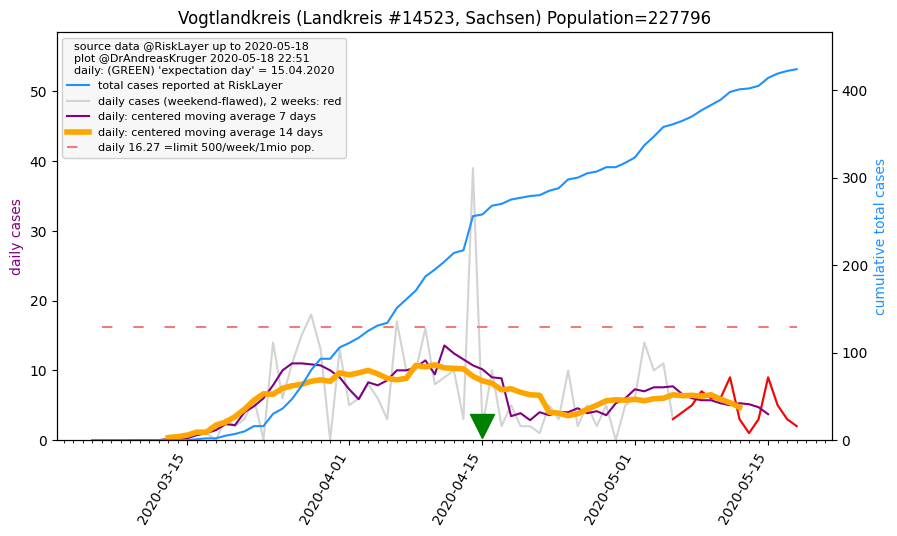 Vogtlandkreis (Landkreis #14523, Sachsen) Population=227796
source data @RiskLayer up to 2020-05-18
plot @DrAndreasKruger 2020-05-18 22:51
daily: (GREEN) 'expectation day' = 15.04.2020
total cases reported at RiskLayer
daily cases (weekend-flawed), 2 weeks: red
daily: centered moving average 7 days
daily: centered moving average 14 days
daily 16.27 =limit 500/week/1mio pop.
daily cases
50
40
30
20
10
0
cumulative total cases
400
300
200
100
0
2020-03-15
2020-04-01
2020-04-15
2020-05-01
2020-05-15